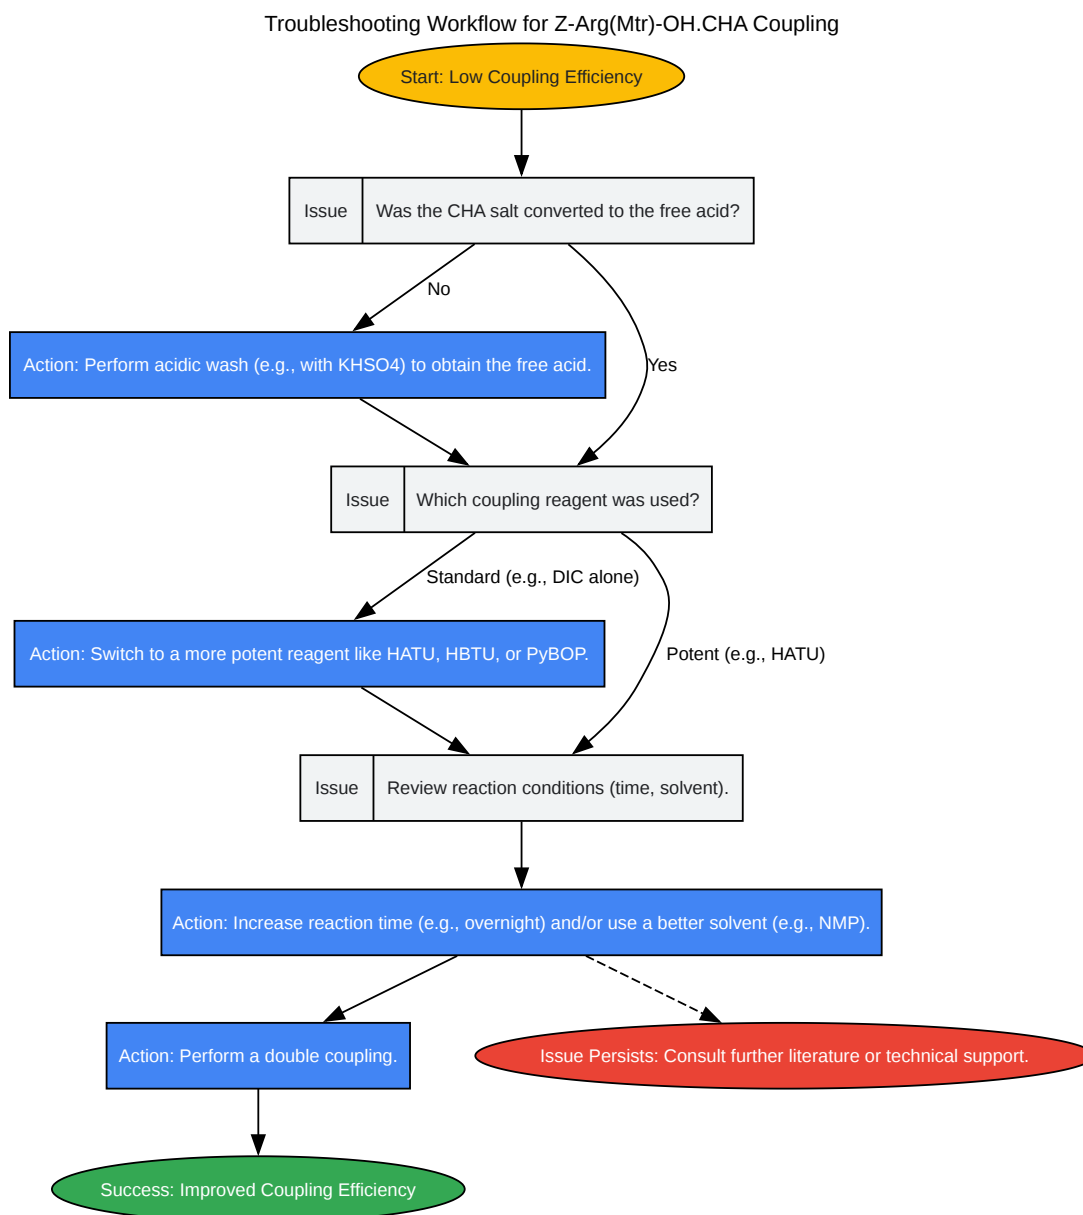 Troubleshooting Workflow for Z-Arg(Mtr)-OH.CHA Coupling
Start: Low Coupling Efficiency
Issue
Was the CHA salt converted to the free acid?
No
Yes
Action: Perform acidic wash (e.g., with KHSO4) to obtain the free acid.
Issue
Which coupling reagent was used?
Standard (e.g., DIC alone)
Potent (e.g., HATU)
Action: Switch to a more potent reagent like HATU, HBTU, or PyBOP.
Issue
Review reaction conditions (time, solvent).
Action: Increase reaction time (e.g., overnight) and/or use a better solvent (e.g., NMP).
Action: Perform a double coupling.
Issue Persists: Consult further literature or technical support.
Success: Improved Coupling Efficiency